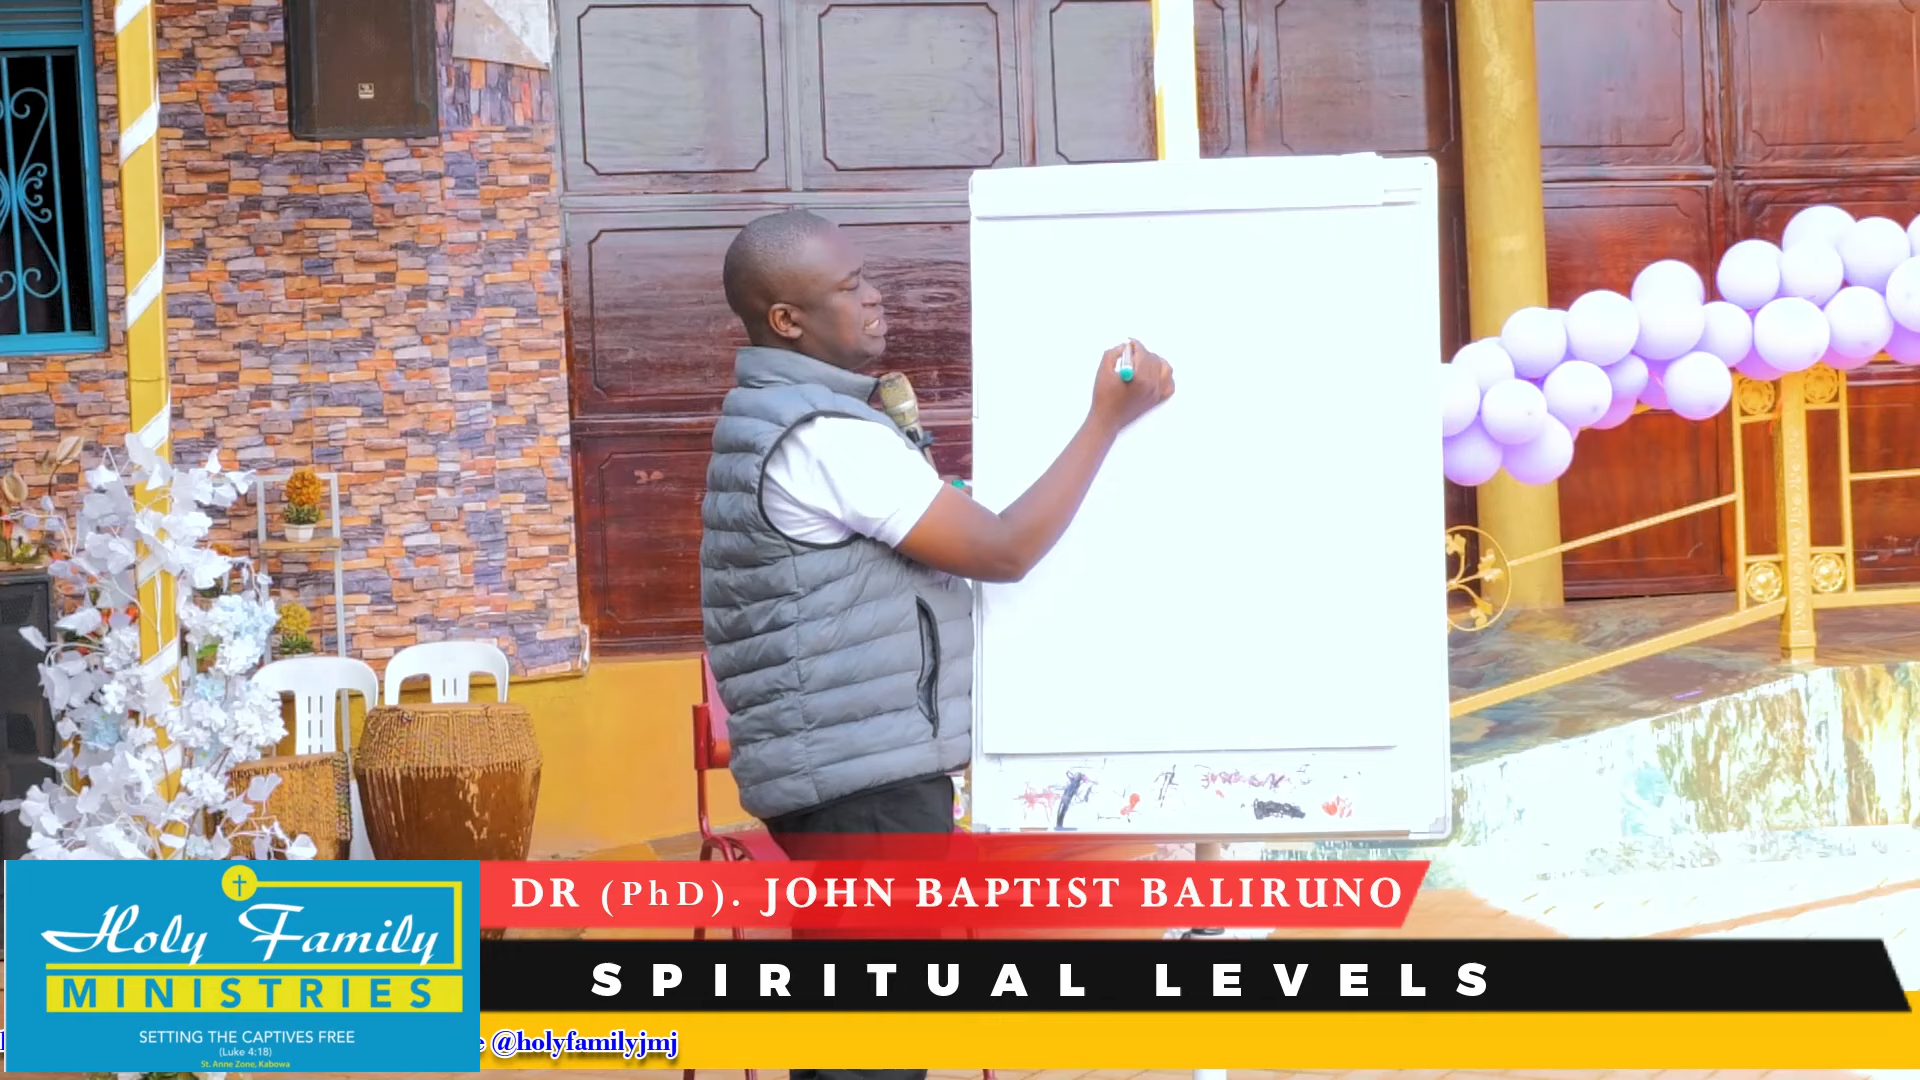 DR (PhD). JOHN BAPTIST BALIRUNO
SPIRITUAL LEVELS
Holy Family
MINISTRIES
SETTING THE CAPTIVES FREE
(Luke 4:18)
St. Anne Zone, Kabowa
@holyfamilyjmj